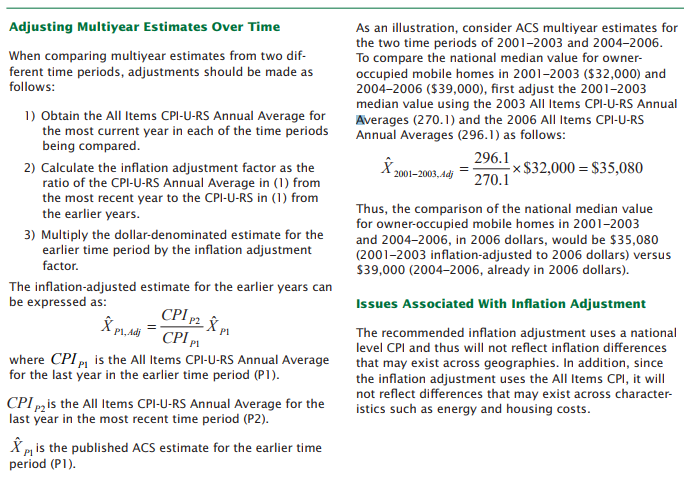 Adjusting Multiyear Estimates Over Time
When comparing multiyear estimates from two dif-
ferent time periods, adjustments should be made as
follows:
1) Obtain the All Items CPI-U-RS Annual Average for
the most current year in each of the time periods
being compared.
2) Calculate the inflation adjustment factor as the
ratio of the CPI-U-RS Annual Average in (1) from
the most recent year to the CPI-U-RS in (1) from
the earlier years.
3) Multiply the dollar-denominated estimate for the
earlier time period by the inflation adjustment
factor.
The inflation-adjusted estimate for the earlier years can
be expressed as:
X̂ P1, Adj = CPI P2 / CPI P1 X̂ P1
where CPI P1 is the All Items CPI-U-RS Annual Average
for the last year in the earlier time period (P1).
CPI P2 is the All Items CPI-U-RS Annual Average for the
last year in the most recent time period (P2).
X̂ P1 is the published ACS estimate for the earlier time
period (P1).
As an illustration, consider ACS multiyear estimates for
the two time periods of 2001–2003 and 2004–2006.
To compare the national median value for owner-
occupied mobile homes in 2001–2003 ($32,000) and
2004–2006 ($39,000), first adjust the 2001–2003
median value using the 2003 All Items CPI-U-RS Annual
Averages (270.1) and the 2006 All Items CPI-U-RS
Annual Averages (296.1) as follows:
X̂ 2001–2003, Adj = 296.1 / 270.1 × $32,000 = $35,080
Thus, the comparison of the national median value
for owner-occupied mobile homes in 2001–2003
and 2004–2006, in 2006 dollars, would be $35,080
(2001–2003 inflation-adjusted to 2006 dollars) versus
$39,000 (2004–2006, already in 2006 dollars).
Issues Associated With Inflation Adjustment
The recommended inflation adjustment uses a national
level CPI and thus will not reflect inflation differences
that may exist across geographies. In addition, since
the inflation adjustment uses the All Items CPI, it will
not reflect differences that may exist across character-
istics such as energy and housing costs.